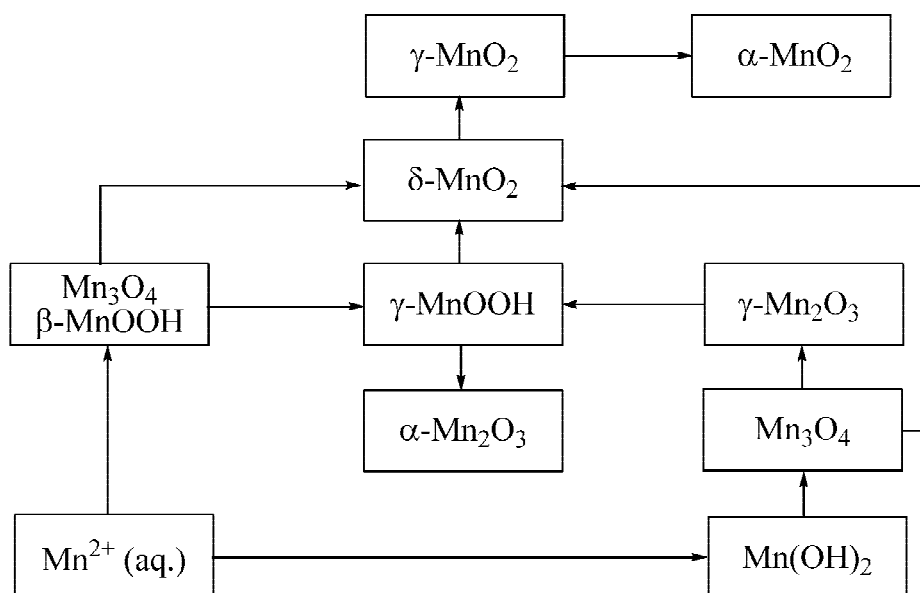 γ-MnO₂
α-MnO₂
δ-MnO₂
Mn₃O₄
β-MnOOH
γ-MnOOH
γ-Mn₂O₃
α-Mn₂O₃
Mn₃O₄
Mn²⁺ (aq.)
Mn(OH)₂